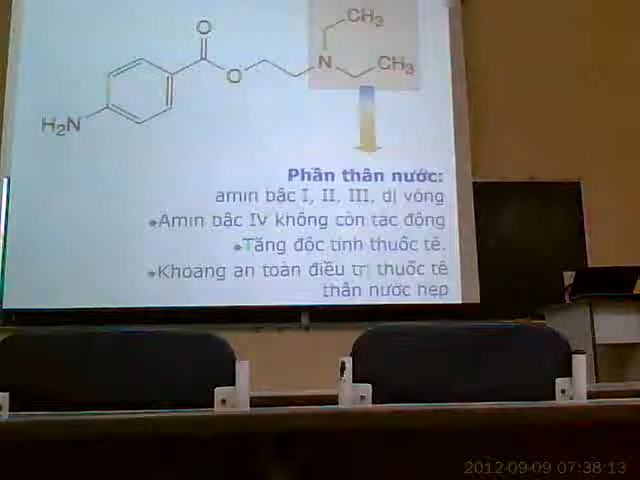 O
CH3
N
CH3
O
H2N
Phần thân nước:
amin bậc I, II, III, dị vòng
•Amin bậc IV không còn tác động
•Tăng độc tính thuốc tê.
•Khoảng an toàn điều trị thuốc tê
thân nước hẹp
2012-09-09 07:38:13